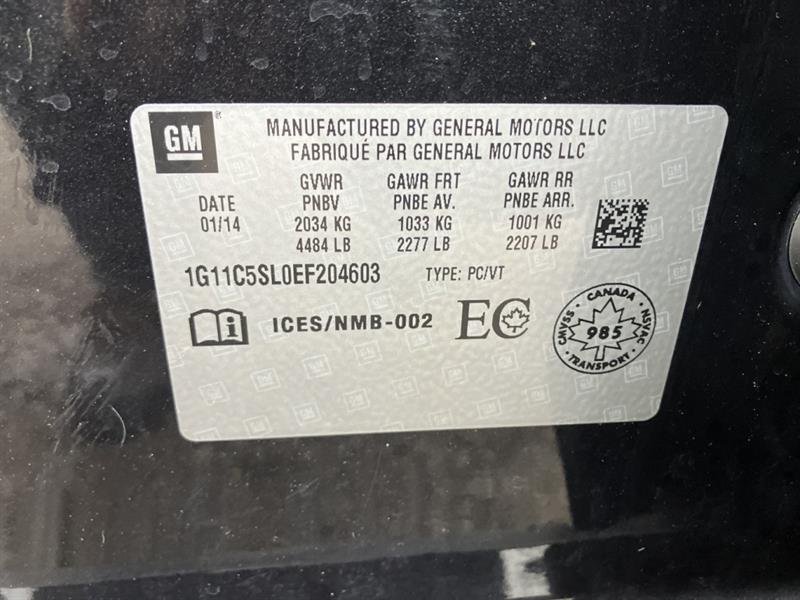 GM
MANUFACTURED BY GENERAL MOTORS LLC
FABRIQUÉ PAR GENERAL MOTORS LLC
GVWR GAWR FRT GAWR RR
DATE PNBV PNBE AV. PNBE ARR.
01/14 2034 KG 1033 KG 1001 KG
4484 LB 2277 LB 2207 LB
1G11C5SL0EF204603 TYPE: PC/VT
i ICES/NMB-002 EC
CANADA
CMVSS 985 NSVAC
TRANSPORT